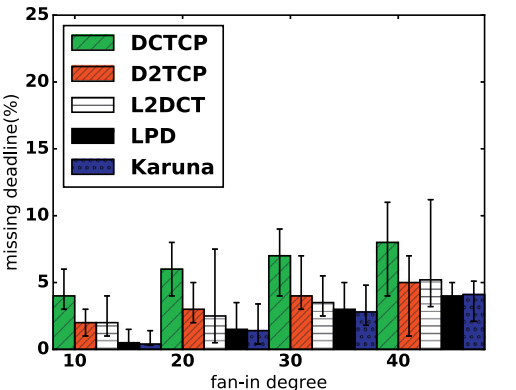 25
20
15
10
5
0
missing deadline(%)
DCTCP
D2TCP
L2DCT
LPD
Karuna
10 20 30 40
fan-in degree